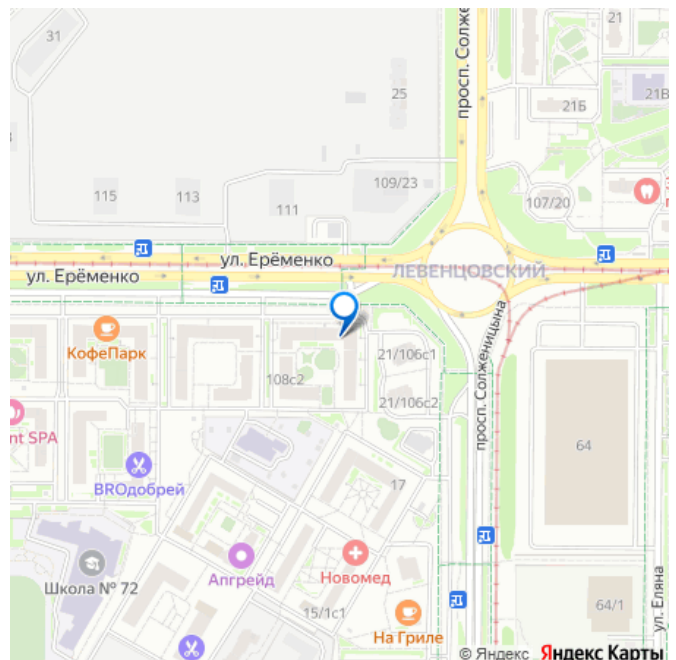 31
просп. Солже
21
25
21Б
21В
115
113
111
109/23
107/20
ул. Ерёменко
ул. Ерёменко
ЛЕВЕНЦОВСКИЙ
КофеПарк
108с2
21/106с1
21/106с2
просп. Солженицына
nt SPA
64
BROдобрей
17
Школа № 72
Апгрейд
Новомед
15/1с1
На Гриле
64/1
ул. Еляна
© Яндекс Яндекс Карты